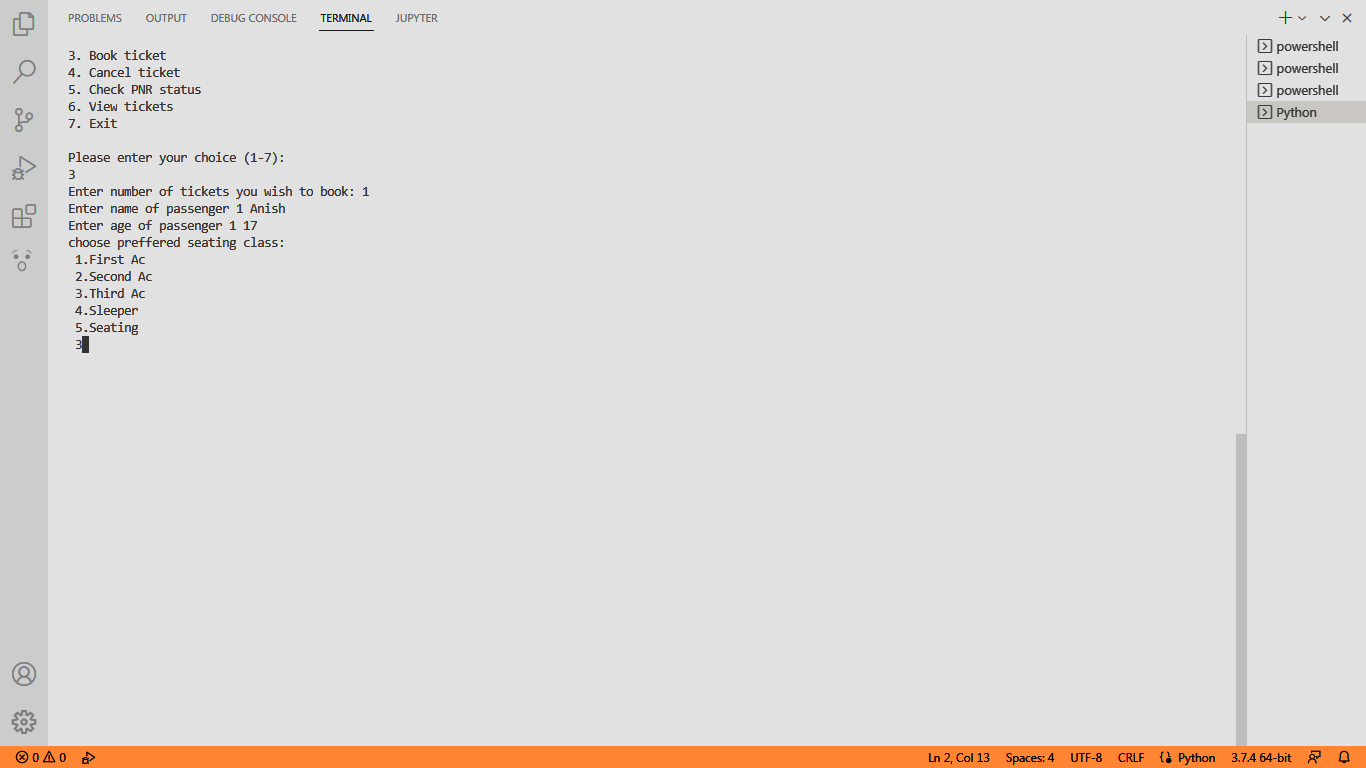 PROBLEMS OUTPUT DEBUG CONSOLE TERMINAL JUPYTER
3. Book ticket
4. Cancel ticket
5. Check PNR status
6. View tickets
7. Exit
Please enter your choice (1-7):
3
Enter number of tickets you wish to book: 1
Enter name of passenger 1 Anish
Enter age of passenger 1 17
choose preffered seating class:
1.First Ac
2.Second Ac
3.Third Ac
4.Sleeper
5.Seating
3
powershell
powershell
powershell
Python
0 0 Ln 2, Col 13 Spaces: 4 UTF-8 CRLF Python 3.7.4 64-bit